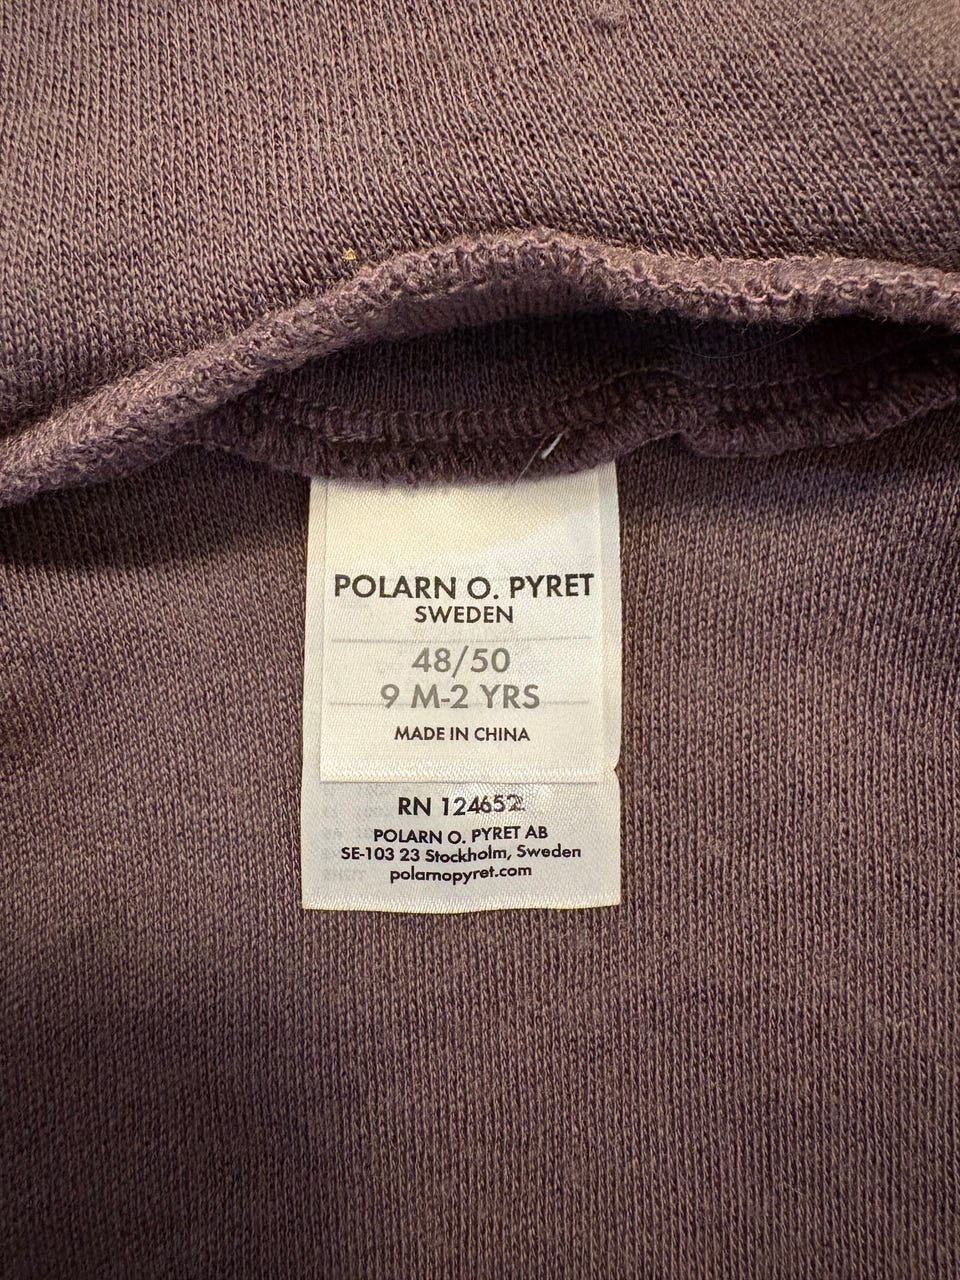 POLARN O. PYRET
SWEDEN
48/50
9 M-2 YRS
MADE IN CHINA
RN 124652
POLARN O. PYRET AB
SE-103 23 Stockholm, Sweden
polarnopyret.com